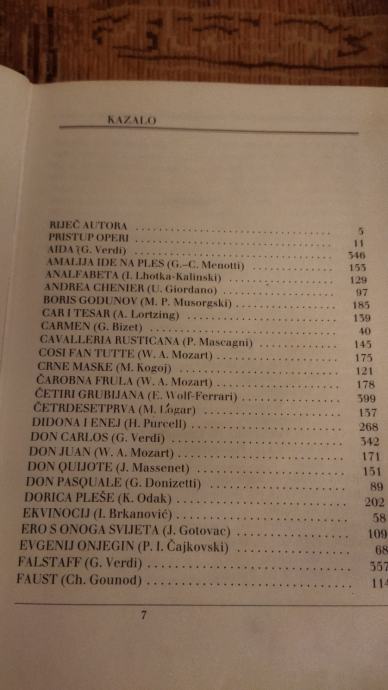 KAZALO
RIJEČ AUTORA 5
PRISTUP OPERI 11
AIDA (G. Verdi) 346
AMALIJA IDE NA PLES (G.–C. Menotti) 153
ANALFABETA (I. Lhotka-Kalinski) 129
ANDREA CHENIER (U. Giordano) 97
BORIS GODUNOV (M. P. Musorgski) 185
CAR I TESAR (A. Lortzing) 139
CARMEN (G. Bizet) 40
CAVALLERIA RUSTICANA (P. Mascagni) 145
COSI FAN TUTTE (W. A. Mozart) 175
CRNE MASKE (M. Kogoj) 121
ČAROBNA FRULA (W. A. Mozart) 178
ČETIRI GRUBIJANA (E. Wolf-Ferrari) 399
ČETRDESETPRVA (M. Logar) 137
DIDONA I ENEJ (H. Purcell) 268
DON CARLOS (G. Verdi) 342
DON JUAN (W. A. Mozart) 171
DON QUIJOTE (J. Massenet) 151
DON PASQUALE (G. Donizetti) 89
DORICA PLEŠE (K. Odak) 202
EKVINOCIJ (I. Brkanović) 58
ERO S ONOGA SVIJETA (J. Gotovac) 109
EVGENIJ ONJEGIN (P. I. Čajkovski) 68
FALSTAFF (G. Verdi) 357
FAUST (Ch. Gounod) 114
7